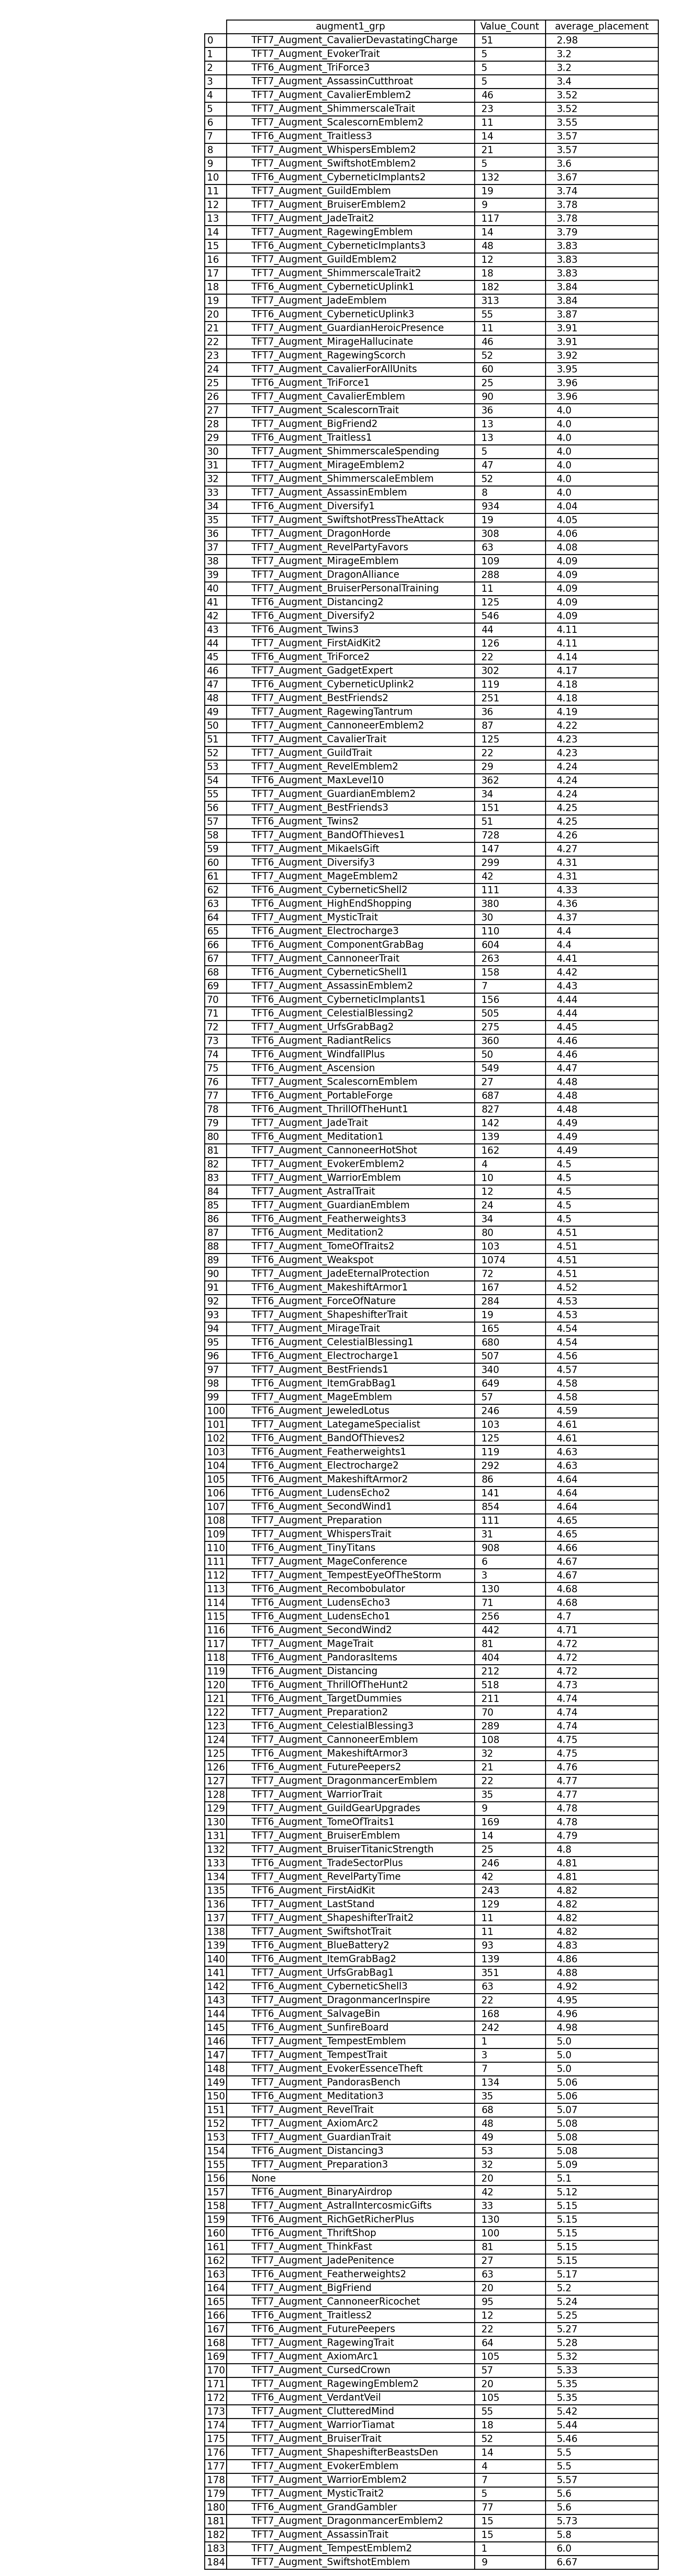 augment1_grp Value_Count average_placement
0 TFT7_Augment_CavalierDevastatingCharge 51 2.98
1 TFT7_Augment_EvokerTrait 5 3.2
2 TFT6_Augment_TriForce3 5 3.2
3 TFT7_Augment_AssassinCutthroat 5 3.4
4 TFT7_Augment_CavalierEmblem2 46 3.52
5 TFT7_Augment_ShimmerscaleTrait 23 3.52
6 TFT7_Augment_ScalescornEmblem2 11 3.55
7 TFT6_Augment_Traitless3 14 3.57
8 TFT7_Augment_WhispersEmblem2 21 3.57
9 TFT7_Augment_SwiftshotEmblem2 5 3.6
10 TFT6_Augment_CyberneticImplants2 132 3.67
11 TFT7_Augment_GuildEmblem 19 3.74
12 TFT7_Augment_BruiserEmblem2 9 3.78
13 TFT7_Augment_JadeTrait2 117 3.78
14 TFT7_Augment_RagewingEmblem 14 3.79
15 TFT6_Augment_CyberneticImplants3 48 3.83
16 TFT7_Augment_GuildEmblem2 12 3.83
17 TFT7_Augment_ShimmerscaleTrait2 18 3.83
18 TFT6_Augment_CyberneticUplink1 182 3.84
19 TFT7_Augment_JadeEmblem 313 3.84
20 TFT6_Augment_CyberneticUplink3 55 3.87
21 TFT7_Augment_GuardianHeroicPresence 11 3.91
22 TFT7_Augment_MirageHallucinate 46 3.91
23 TFT7_Augment_RagewingScorch 52 3.92
24 TFT7_Augment_CavalierForAllUnits 60 3.95
25 TFT6_Augment_TriForce1 25 3.96
26 TFT7_Augment_CavalierEmblem 90 3.96
27 TFT7_Augment_ScalescornTrait 36 4.0
28 TFT7_Augment_BigFriend2 13 4.0
29 TFT6_Augment_Traitless1 13 4.0
30 TFT7_Augment_ShimmerscaleSpending 5 4.0
31 TFT7_Augment_MirageEmblem2 47 4.0
32 TFT7_Augment_ShimmerscaleEmblem 52 4.0
33 TFT7_Augment_AssassinEmblem 8 4.0
34 TFT6_Augment_Diversify1 934 4.04
35 TFT7_Augment_SwiftshotPressTheAttack 19 4.05
36 TFT7_Augment_DragonHorde 308 4.06
37 TFT7_Augment_RevelPartyFavors 63 4.08
38 TFT7_Augment_MirageEmblem 109 4.09
39 TFT7_Augment_DragonAlliance 288 4.09
40 TFT7_Augment_BruiserPersonalTraining 11 4.09
41 TFT6_Augment_Distancing2 125 4.09
42 TFT6_Augment_Diversify2 546 4.09
43 TFT6_Augment_Twins3 44 4.11
44 TFT7_Augment_FirstAidKit2 126 4.11
45 TFT6_Augment_TriForce2 22 4.14
46 TFT7_Augment_GadgetExpert 302 4.17
47 TFT6_Augment_CyberneticUplink2 119 4.18
48 TFT7_Augment_BestFriends2 251 4.18
49 TFT7_Augment_RagewingTantrum 36 4.19
50 TFT7_Augment_CannoneerEmblem2 87 4.22
51 TFT7_Augment_CavalierTrait 125 4.23
52 TFT7_Augment_GuildTrait 22 4.23
53 TFT7_Augment_RevelEmblem2 29 4.24
54 TFT6_Augment_MaxLevel10 362 4.24
55 TFT7_Augment_GuardianEmblem2 34 4.24
56 TFT7_Augment_BestFriends3 151 4.25
57 TFT6_Augment_Twins2 51 4.25
58 TFT7_Augment_BandOfThieves1 728 4.26
59 TFT7_Augment_MikaelsGift 147 4.27
60 TFT6_Augment_Diversify3 299 4.31
61 TFT7_Augment_MageEmblem2 42 4.31
62 TFT6_Augment_CyberneticShell2 111 4.33
63 TFT6_Augment_HighEndShopping 380 4.36
64 TFT7_Augment_MysticTrait 30 4.37
65 TFT6_Augment_Electrocharge3 110 4.4
66 TFT6_Augment_ComponentGrabBag 604 4.4
67 TFT7_Augment_CannoneerTrait 263 4.41
68 TFT6_Augment_CyberneticShell1 158 4.42
69 TFT7_Augment_AssassinEmblem2 7 4.43
70 TFT6_Augment_CyberneticImplants1 156 4.44
71 TFT6_Augment_CelestialBlessing2 505 4.44
72 TFT7_Augment_UrfsGrabBag2 275 4.45
73 TFT6_Augment_RadiantRelics 360 4.46
74 TFT6_Augment_WindfallPlus 50 4.46
75 TFT6_Augment_Ascension 549 4.47
76 TFT7_Augment_ScalescornEmblem 27 4.48
77 TFT6_Augment_PortableForge 687 4.48
78 TFT6_Augment_ThrillOfTheHunt1 827 4.48
79 TFT7_Augment_JadeTrait 142 4.49
80 TFT6_Augment_Meditation1 139 4.49
81 TFT7_Augment_CannoneerHotShot 162 4.49
82 TFT7_Augment_EvokerEmblem2 4 4.5
83 TFT7_Augment_WarriorEmblem 10 4.5
84 TFT7_Augment_AstralTrait 12 4.5
85 TFT7_Augment_GuardianEmblem 24 4.5
86 TFT6_Augment_Featherweights3 34 4.5
87 TFT6_Augment_Meditation2 80 4.51
88 TFT7_Augment_TomeOfTraits2 103 4.51
89 TFT6_Augment_Weakspot 1074 4.51
90 TFT7_Augment_JadeEternalProtection 72 4.51
91 TFT6_Augment_MakeshiftArmor1 167 4.52
92 TFT6_Augment_ForceOfNature 284 4.53
93 TFT7_Augment_ShapeshifterTrait 19 4.53
94 TFT7_Augment_MirageTrait 165 4.54
95 TFT6_Augment_CelestialBlessing1 680 4.54
96 TFT6_Augment_Electrocharge1 507 4.56
97 TFT7_Augment_BestFriends1 340 4.57
98 TFT6_Augment_ItemGrabBag1 649 4.58
99 TFT7_Augment_MageEmblem 57 4.58
100 TFT6_Augment_JeweledLotus 246 4.59
101 TFT7_Augment_LategameSpecialist 103 4.61
102 TFT6_Augment_BandOfThieves2 125 4.61
103 TFT6_Augment_Featherweights1 119 4.63
104 TFT6_Augment_Electrocharge2 292 4.63
105 TFT6_Augment_MakeshiftArmor2 86 4.64
106 TFT6_Augment_LudensEcho2 141 4.64
107 TFT6_Augment_SecondWind1 854 4.64
108 TFT7_Augment_Preparation 111 4.65
109 TFT7_Augment_WhispersTrait 31 4.65
110 TFT6_Augment_TinyTitans 908 4.66
111 TFT7_Augment_MageConference 6 4.67
112 TFT7_Augment_TempestEyeOfTheStorm 3 4.67
113 TFT6_Augment_Recombobulator 130 4.68
114 TFT6_Augment_LudensEcho3 71 4.68
115 TFT6_Augment_LudensEcho1 256 4.7
116 TFT6_Augment_SecondWind2 442 4.71
117 TFT7_Augment_MageTrait 81 4.72
118 TFT6_Augment_PandorasItems 404 4.72
119 TFT6_Augment_Distancing 212 4.72
120 TFT6_Augment_ThrillOfTheHunt2 518 4.73
121 TFT6_Augment_TargetDummies 211 4.74
122 TFT7_Augment_Preparation2 70 4.74
123 TFT6_Augment_CelestialBlessing3 289 4.74
124 TFT7_Augment_CannoneerEmblem 108 4.75
125 TFT6_Augment_MakeshiftArmor3 32 4.75
126 TFT6_Augment_FuturePeepers2 21 4.76
127 TFT7_Augment_DragonmancerEmblem 22 4.77
128 TFT7_Augment_WarriorTrait 35 4.77
129 TFT7_Augment_GuildGearUpgrades 9 4.78
130 TFT6_Augment_TomeOfTraits1 169 4.78
131 TFT7_Augment_BruiserEmblem 14 4.79
132 TFT7_Augment_BruiserTitanicStrength 25 4.8
133 TFT6_Augment_TradeSectorPlus 246 4.81
134 TFT7_Augment_RevelPartyTime 42 4.81
135 TFT6_Augment_FirstAidKit 243 4.82
136 TFT7_Augment_LastStand 129 4.82
137 TFT7_Augment_ShapeshifterTrait2 11 4.82
138 TFT7_Augment_SwiftshotTrait 11 4.82
139 TFT6_Augment_BlueBattery2 93 4.83
140 TFT6_Augment_ItemGrabBag2 139 4.86
141 TFT7_Augment_UrfsGrabBag1 351 4.88
142 TFT6_Augment_CyberneticShell3 63 4.92
143 TFT7_Augment_DragonmancerInspire 22 4.95
144 TFT6_Augment_SalvageBin 168 4.96
145 TFT6_Augment_SunfireBoard 242 4.98
146 TFT7_Augment_TempestEmblem 1 5.0
147 TFT7_Augment_TempestTrait 3 5.0
148 TFT7_Augment_EvokerEssenceTheft 7 5.0
149 TFT7_Augment_PandorasBench 134 5.06
150 TFT6_Augment_Meditation3 35 5.06
151 TFT7_Augment_RevelTrait 68 5.07
152 TFT7_Augment_AxiomArc2 48 5.08
153 TFT7_Augment_GuardianTrait 49 5.08
154 TFT6_Augment_Distancing3 53 5.08
155 TFT7_Augment_Preparation3 32 5.09
156 None 20 5.1
157 TFT6_Augment_BinaryAirdrop 42 5.12
158 TFT7_Augment_AstralIntercosmicGifts 33 5.15
159 TFT6_Augment_RichGetRicherPlus 130 5.15
160 TFT6_Augment_ThriftShop 100 5.15
161 TFT7_Augment_ThinkFast 81 5.15
162 TFT7_Augment_JadePenitence 27 5.15
163 TFT6_Augment_Featherweights2 63 5.17
164 TFT7_Augment_BigFriend 20 5.2
165 TFT7_Augment_CannoneerRicochet 95 5.24
166 TFT6_Augment_Traitless2 12 5.25
167 TFT6_Augment_FuturePeepers 22 5.27
168 TFT7_Augment_RagewingTrait 64 5.28
169 TFT7_Augment_AxiomArc1 105 5.32
170 TFT7_Augment_CursedCrown 57 5.33
171 TFT7_Augment_RagewingEmblem2 20 5.35
172 TFT6_Augment_VerdantVeil 105 5.35
173 TFT7_Augment_ClutteredMind 55 5.42
174 TFT7_Augment_WarriorTiamat 18 5.44
175 TFT7_Augment_BruiserTrait 52 5.46
176 TFT7_Augment_ShapeshifterBeastsDen 14 5.5
177 TFT7_Augment_EvokerEmblem 4 5.5
178 TFT7_Augment_WarriorEmblem2 7 5.57
179 TFT7_Augment_MysticTrait2 5 5.6
180 TFT6_Augment_GrandGambler 77 5.6
181 TFT7_Augment_DragonmancerEmblem2 15 5.73
182 TFT7_Augment_AssassinTrait 15 5.8
183 TFT7_Augment_TempestEmblem2 1 6.0
184 TFT7_Augment_SwiftshotEmblem 9 6.67